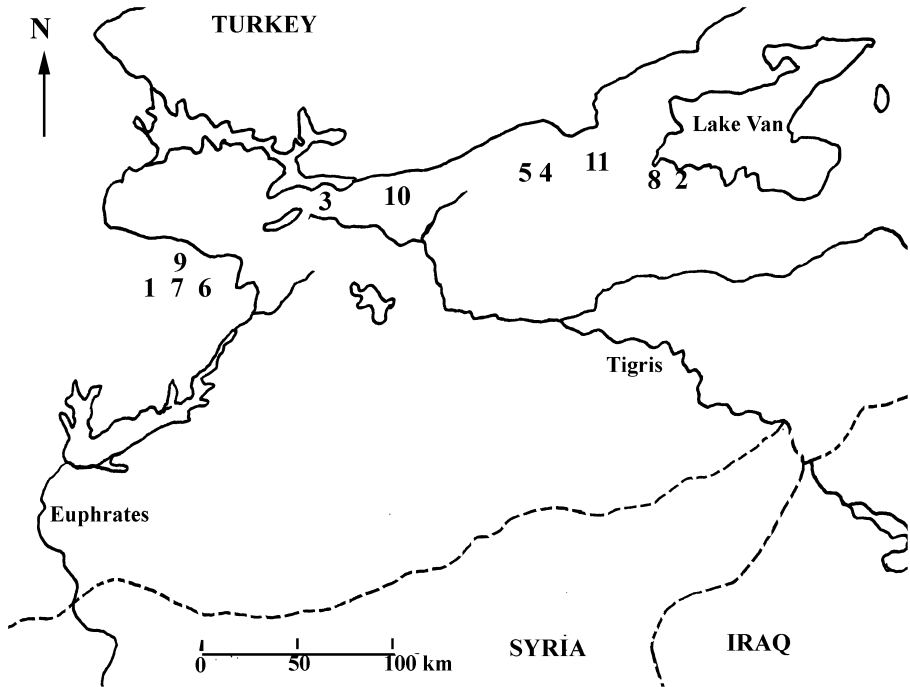 N
TURKEY
Lake Van
5 4
11
8 2
3
10
9
1 7 6
Tigris
Euphrates
0 50 100 km
SYRİA
IRAQ